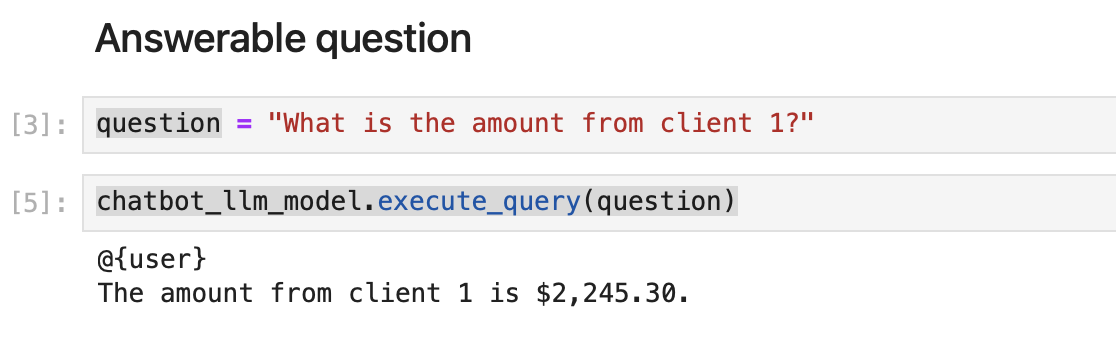 Answerable question
[3]: question = "What is the amount from client 1?"
[5]: chatbot_llm_model.execute_query(question)
@{user}
The amount from client 1 is $2,245.30.